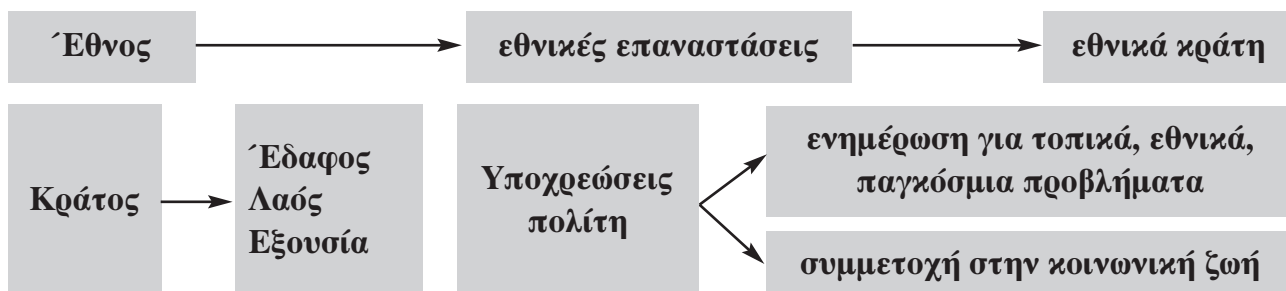 Έθνος
εθνικές επαναστάσεις
εθνικά κράτη
Κράτος
Έδαφος
Λαός
Εξουσία
Υποχρεώσεις
πολίτη
ενημέρωση για τοπικά, εθνικά,
παγκόσμια προβλήματα
συμμετοχή στην κοινωνική ζωή